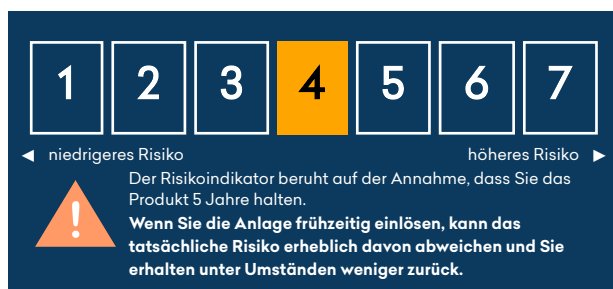 1 2 3 4 5 6 7
◄ niedrigeres Risiko höheres Risiko ►
!
Der Risikoindikator beruht auf der Annahme, dass Sie das
Produkt 5 Jahre halten.
Wenn Sie die Anlage frühzeitig einlösen, kann das
tatsächliche Risiko erheblich davon abweichen und Sie
erhalten unter Umständen weniger zurück.